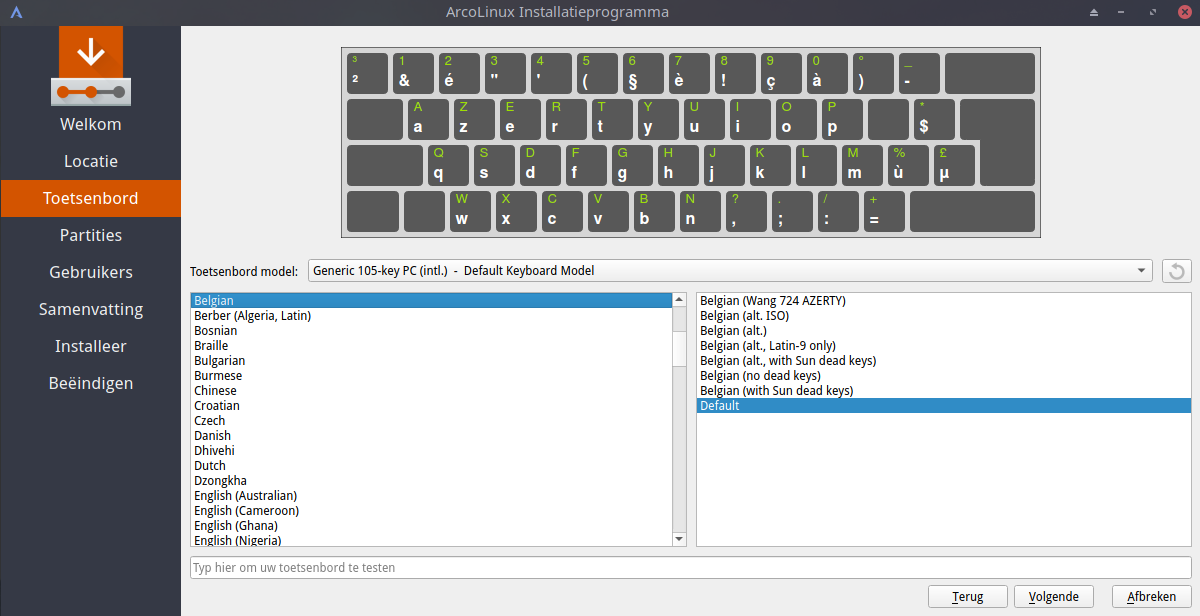 ArcoLinux Installatieprogramma
Welkom
Locatie
Toetsenbord
Partities
Gebruikers
Samenvatting
Installeer
Beëindigen
³ 1 2 3 4 5 6 7 8 9 0 ° _
² & é " ' ( § è ! ç à ) -
A Z E R T Y U I O P *
a z e r t y u i o p $
Q S D F G H J K L M % £
q s d f g h j k l m ù µ
W X C V B N ? . / +
w x c v b n , ; : =
Toetsenbord model: Generic 105-key PC (intl.) - Default Keyboard Model
Belgian
Berber (Algeria, Latin)
Bosnian
Braille
Bulgarian
Burmese
Chinese
Croatian
Czech
Danish
Dhivehi
Dutch
Dzongkha
English (Australian)
English (Cameroon)
English (Ghana)
English (Nigeria)
Belgian (Wang 724 AZERTY)
Belgian (alt. ISO)
Belgian (alt.)
Belgian (alt., Latin-9 only)
Belgian (alt., with Sun dead keys)
Belgian (no dead keys)
Belgian (with Sun dead keys)
Default
Typ hier om uw toetsenbord te testen
Terug Volgende Afbreken